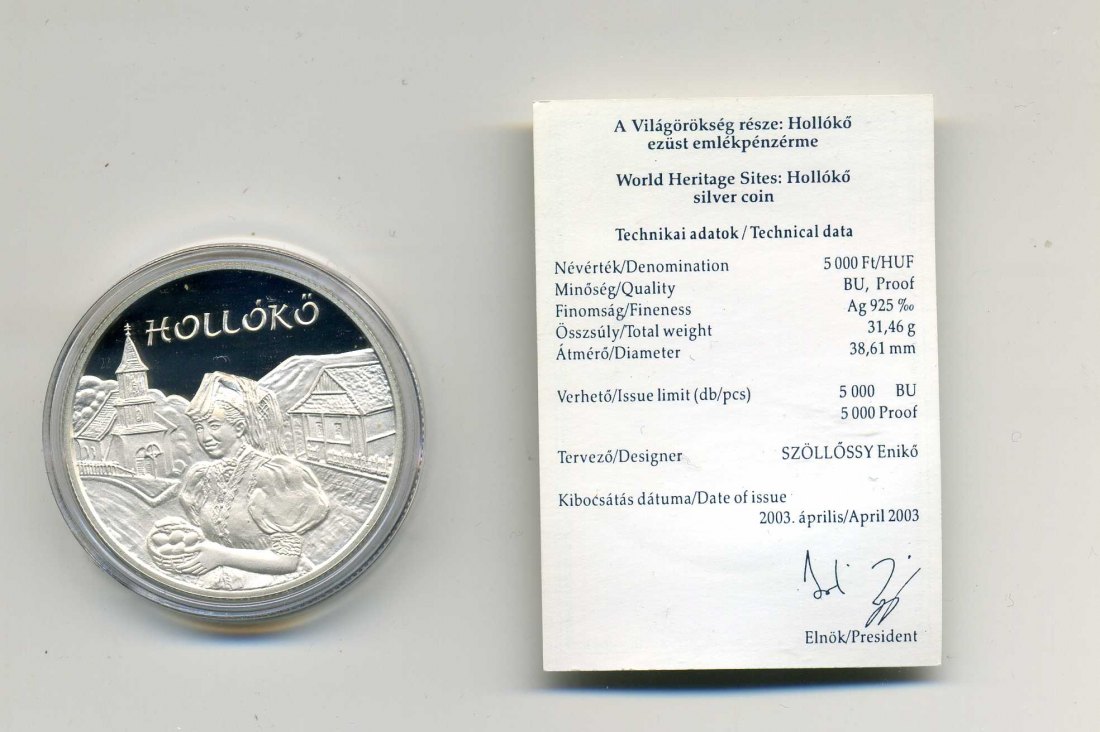 HOLLÓKŐ
A Világörökség része: Hollókő
ezüst emlékpénzérme
World Heritage Sites: Hollókő
silver coin
Technikai adatok / Technical data
Névérték/Denomination 5 000 Ft/HUF
Minőség/Quality BU, Proof
Finomság/Fineness Ag 925 ‰
Összsúly/Total weight 31,46 g
Átmérő/Diameter 38,61 mm
Verhető/Issue limit (db/pcs) 5 000 BU
5 000 Proof
Tervező/Designer SZÖLLŐSSY Enikő
Kibocsátás dátuma/Date of issue
2003. április/April 2003
Elnök/President